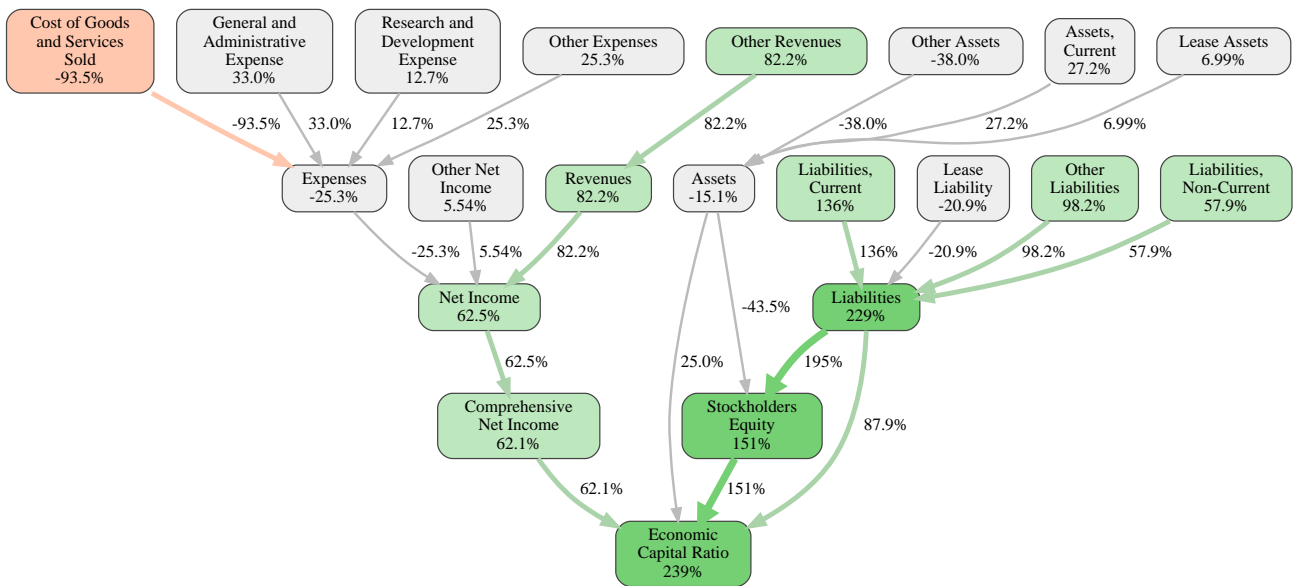 Cost of Goods
and Services
Sold
-93.5%
General and
Administrative
Expense
33.0%
Research and
Development
Expense
12.7%
Other Expenses
25.3%
Other Revenues
82.2%
Other Assets
-38.0%
Assets,
Current
27.2%
Lease Assets
6.99%
-93.5%
33.0%
12.7%
25.3%
82.2%
-38.0%
27.2%
6.99%
Expenses
-25.3%
Other Net
Income
5.54%
Revenues
82.2%
Assets
-15.1%
Liabilities,
Current
136%
Lease
Liability
-20.9%
Other
Liabilities
98.2%
Liabilities,
Non-Current
57.9%
-25.3%
5.54%
82.2%
136%
-20.9%
98.2%
57.9%
Net Income
62.5%
-43.5%
Liabilities
229%
62.5%
25.0%
195%
Comprehensive
Net Income
62.1%
Stockholders
Equity
151%
87.9%
62.1%
151%
Economic
Capital Ratio
239%